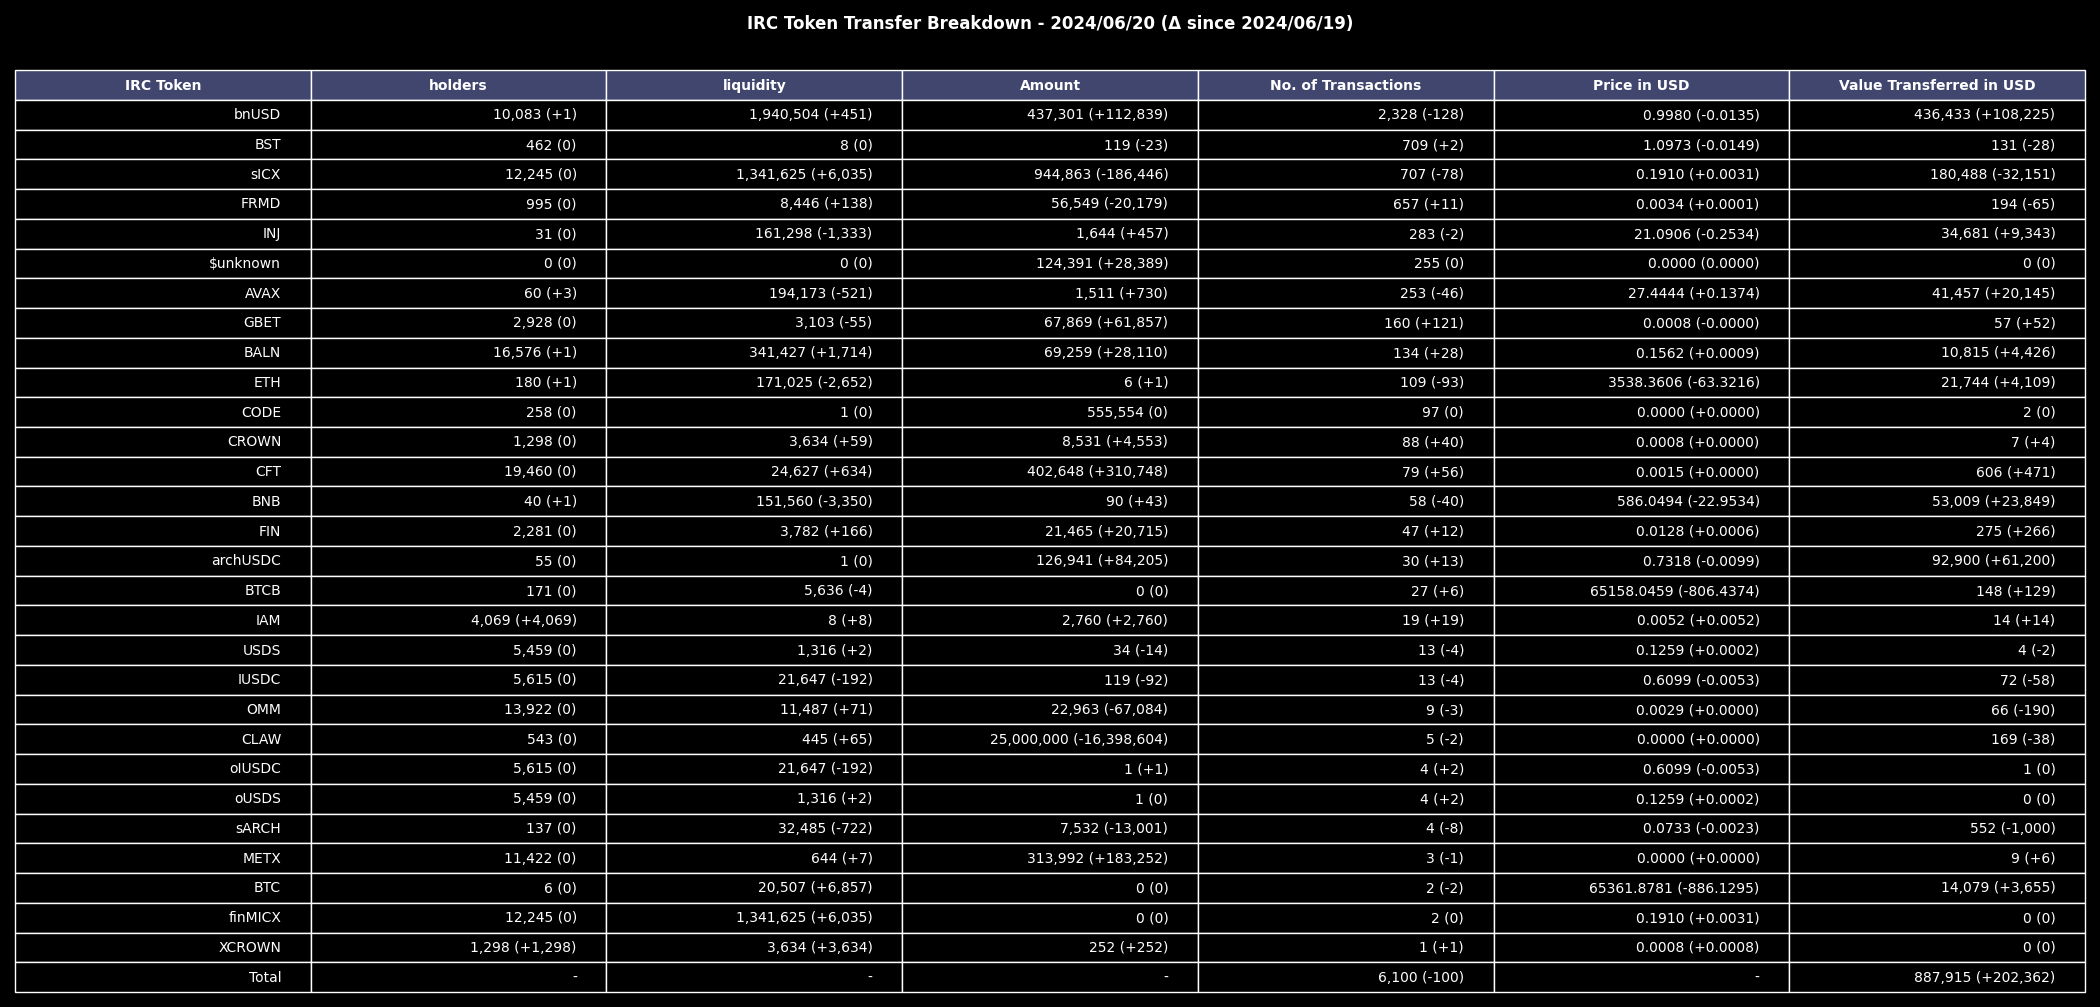 IRC Token Transfer Breakdown - 2024/06/20 (Δ since 2024/06/19)
IRC Token holders liquidity Amount No. of Transactions Price in USD Value Transferred in USD
bnUSD 10,083 (+1) 1,940,504 (+451) 437,301 (+112,839) 2,328 (-128) 0.9980 (-0.0135) 436,433 (+108,225)
BST 462 (0) 8 (0) 119 (-23) 709 (+2) 1.0973 (-0.0149) 131 (-28)
sICX 12,245 (0) 1,341,625 (+6,035) 944,863 (-186,446) 707 (-78) 0.1910 (+0.0031) 180,488 (-32,151)
FRMD 995 (0) 8,446 (+138) 56,549 (-20,179) 657 (+11) 0.0034 (+0.0001) 194 (-65)
INJ 31 (0) 161,298 (-1,333) 1,644 (+457) 283 (-2) 21.0906 (-0.2534) 34,681 (+9,343)
$unknown 0 (0) 0 (0) 124,391 (+28,389) 255 (0) 0.0000 (0.0000) 0 (0)
AVAX 60 (+3) 194,173 (-521) 1,511 (+730) 253 (-46) 27.4444 (+0.1374) 41,457 (+20,145)
GBET 2,928 (0) 3,103 (-55) 67,869 (+61,857) 160 (+121) 0.0008 (-0.0000) 57 (+52)
BALN 16,576 (+1) 341,427 (+1,714) 69,259 (+28,110) 134 (+28) 0.1562 (+0.0009) 10,815 (+4,426)
ETH 180 (+1) 171,025 (-2,652) 6 (+1) 109 (-93) 3538.3606 (-63.3216) 21,744 (+4,109)
CODE 258 (0) 1 (0) 555,554 (0) 97 (0) 0.0000 (+0.0000) 2 (0)
CROWN 1,298 (0) 3,634 (+59) 8,531 (+4,553) 88 (+40) 0.0008 (+0.0000) 7 (+4)
CFT 19,460 (0) 24,627 (+634) 402,648 (+310,748) 79 (+56) 0.0015 (+0.0000) 606 (+471)
BNB 40 (+1) 151,560 (-3,350) 90 (+43) 58 (-40) 586.0494 (-22.9534) 53,009 (+23,849)
FIN 2,281 (0) 3,782 (+166) 21,465 (+20,715) 47 (+12) 0.0128 (+0.0006) 275 (+266)
archUSDC 55 (0) 1 (0) 126,941 (+84,205) 30 (+13) 0.7318 (-0.0099) 92,900 (+61,200)
BTCB 171 (0) 5,636 (-4) 0 (0) 27 (+6) 65158.0459 (-806.4374) 148 (+129)
IAM 4,069 (+4,069) 8 (+8) 2,760 (+2,760) 19 (+19) 0.0052 (+0.0052) 14 (+14)
USDS 5,459 (0) 1,316 (+2) 34 (-14) 13 (-4) 0.1259 (+0.0002) 4 (-2)
IUSDC 5,615 (0) 21,647 (-192) 119 (-92) 13 (-4) 0.6099 (-0.0053) 72 (-58)
OMM 13,922 (0) 11,487 (+71) 22,963 (-67,084) 9 (-3) 0.0029 (+0.0000) 66 (-190)
CLAW 543 (0) 445 (+65) 25,000,000 (-16,398,604) 5 (-2) 0.0000 (+0.0000) 169 (-38)
oIUSDC 5,615 (0) 21,647 (-192) 1 (+1) 4 (+2) 0.6099 (-0.0053) 1 (0)
oUSDS 5,459 (0) 1,316 (+2) 1 (0) 4 (+2) 0.1259 (+0.0002) 0 (0)
sARCH 137 (0) 32,485 (-722) 7,532 (-13,001) 4 (-8) 0.0733 (-0.0023) 552 (-1,000)
METX 11,422 (0) 644 (+7) 313,992 (+183,252) 3 (-1) 0.0000 (+0.0000) 9 (+6)
BTC 6 (0) 20,507 (+6,857) 0 (0) 2 (-2) 65361.8781 (-886.1295) 14,079 (+3,655)
finMICX 12,245 (0) 1,341,625 (+6,035) 0 (0) 2 (0) 0.1910 (+0.0031) 0 (0)
XCROWN 1,298 (+1,298) 3,634 (+3,634) 252 (+252) 1 (+1) 0.0008 (+0.0008) 0 (0)
Total - - - 6,100 (-100) - 887,915 (+202,362)